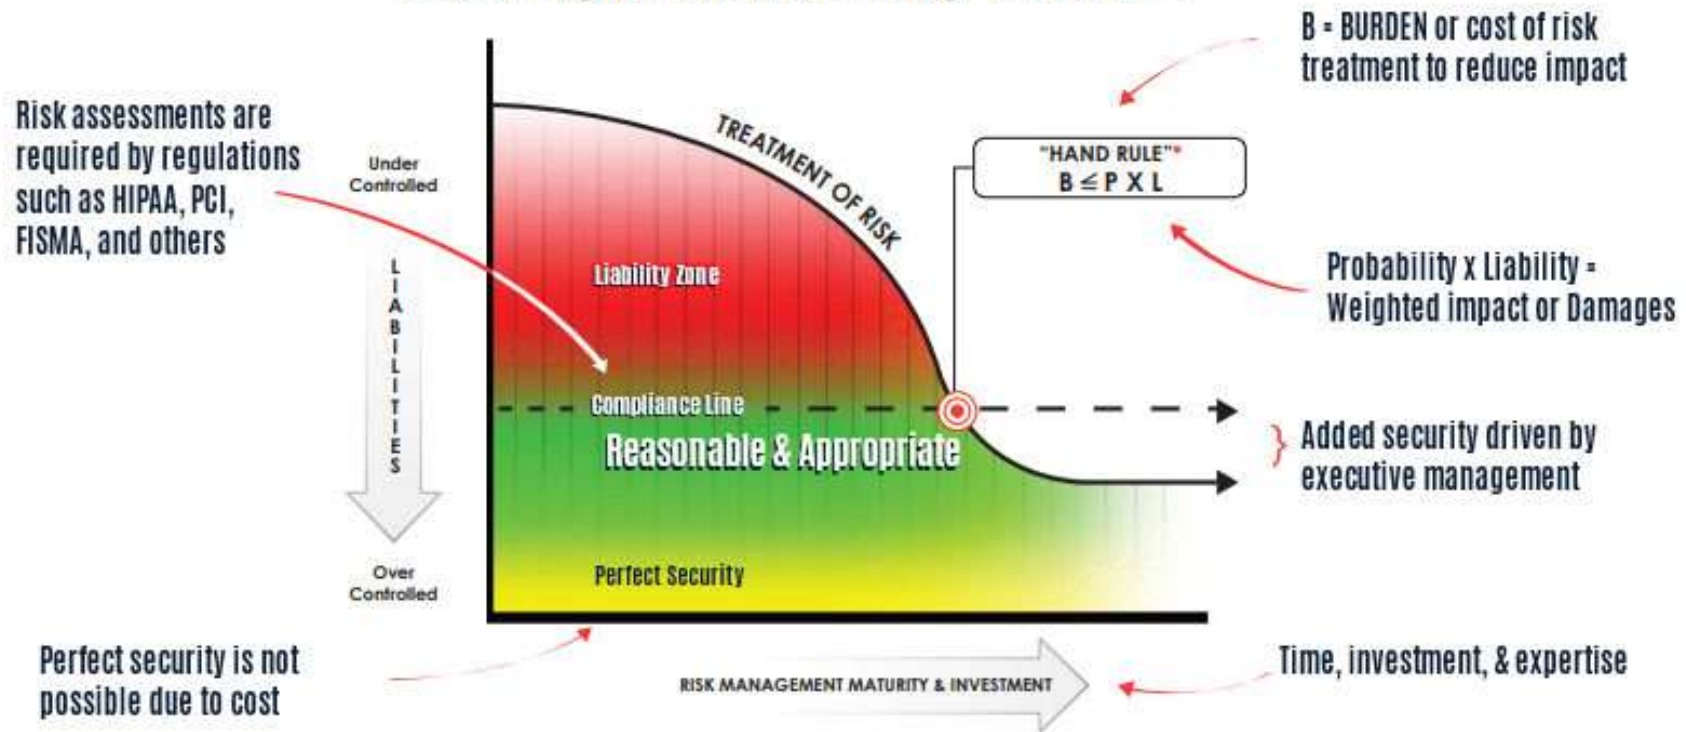 B = BURDEN or cost of risk
treatment to reduce impact
Risk assessments are
required by regulations
such as HIPAA, PCI,
FISMA, and others
Under
Controlled
TREATMENT OF RISK
"HAND RULE"*
B ≤ P X L
LIABILITIES
Liability Zone
Probability x Liability =
Weighted impact or Damages
Compliance Line
Reasonable & Appropriate
Added security driven by
executive management
Over
Controlled
Perfect Security
Perfect security is not
possible due to cost
RISK MANAGEMENT MATURITY & INVESTMENT
Time, investment, & expertise